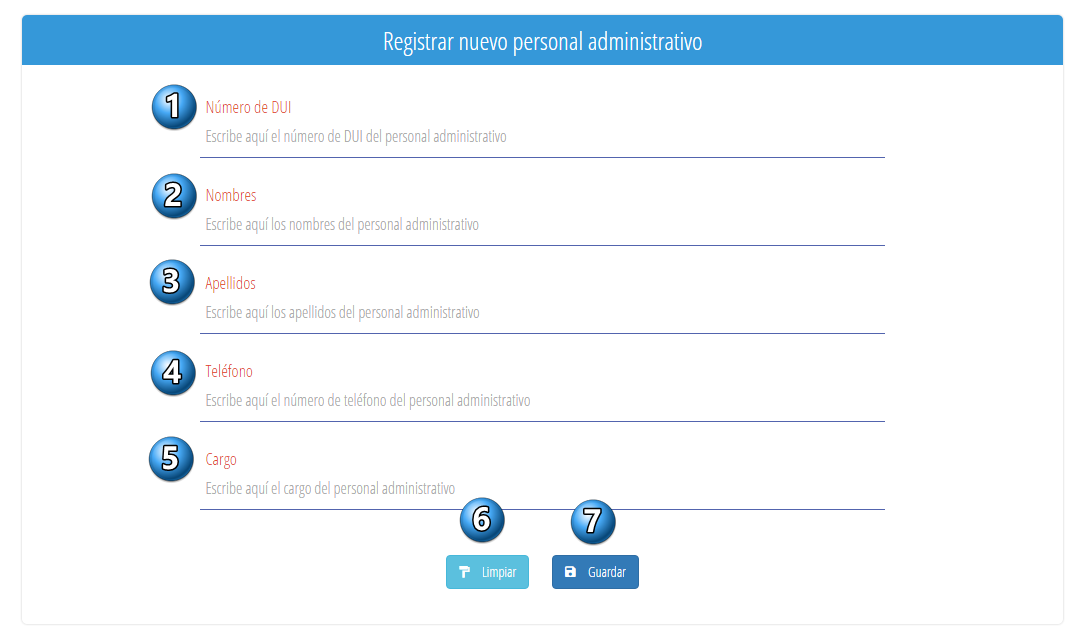 Registrar nuevo personal administrativo
1 Número de DUI
Escribe aquí el número de DUI del personal administrativo
2 Nombres
Escribe aquí los nombres del personal administrativo
3 Apellidos
Escribe aquí los apellidos del personal administrativo
4 Teléfono
Escribe aquí el número de teléfono del personal administrativo
5 Cargo
Escribe aquí el cargo del personal administrativo
6 7
Limpiar Guardar